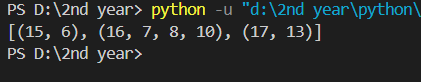 PS D:\2nd year> python -u "d:\2nd year\python\
[(15, 6), (16, 7, 8, 10), (17, 13)]
PS D:\2nd year>